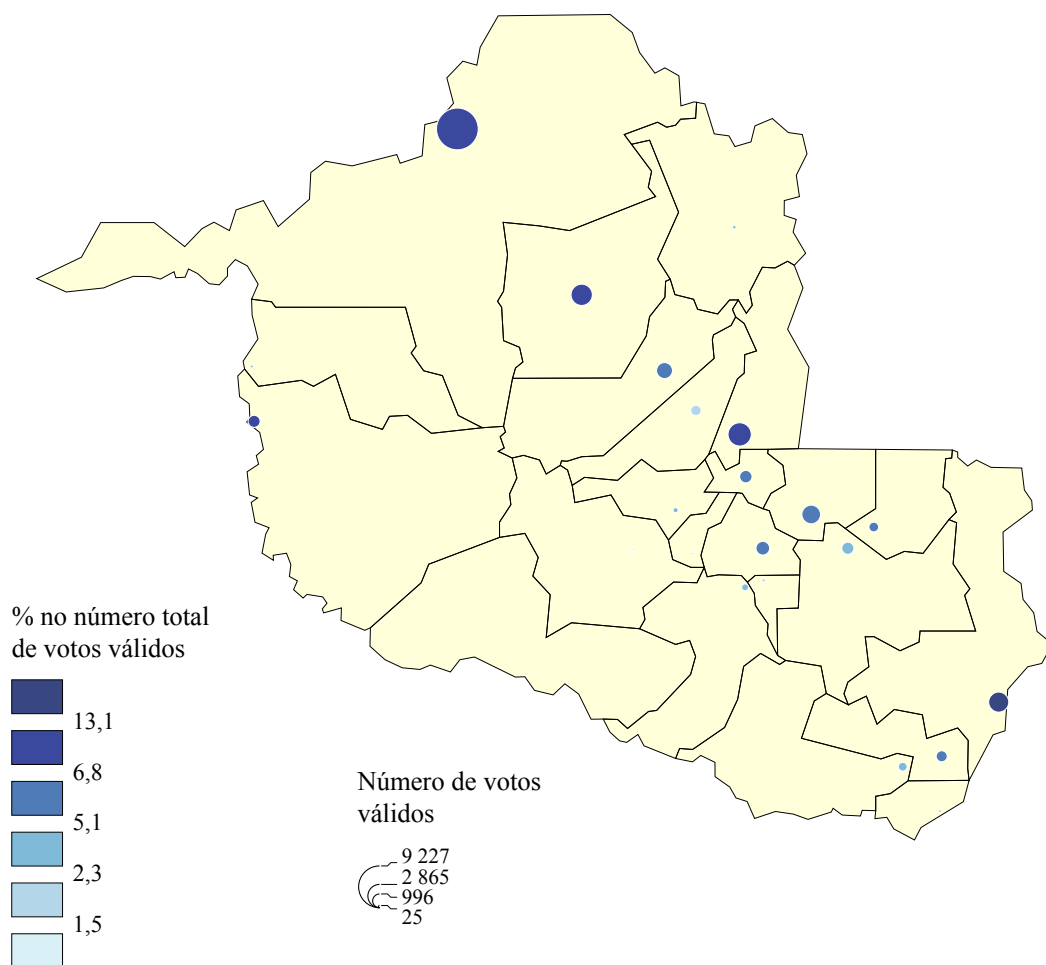 % no número total
de votos válidos
13,1
6,8
5,1
2,3
1,5
Número de votos
válidos
9 227
2 865
996
25